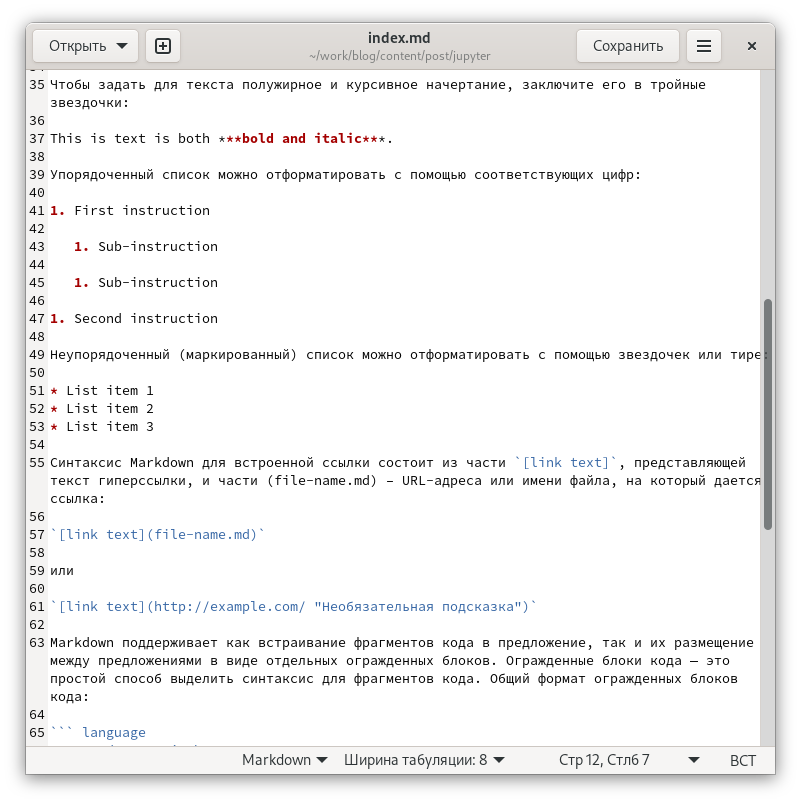 Открыть
index.md
~/work/blog/content/post/jupyter
Сохранить
35 Чтобы задать для текста полужирное и курсивное начертание, заключите его в тройные
звездочки:
36
37 This is text is both ***bold and italic***.
38
39 Упорядоченный список можно отформатировать с помощью соответствующих цифр:
40
41 1. First instruction
42
43 1. Sub-instruction
44
45 1. Sub-instruction
46
47 1. Second instruction
48
49 Неупорядоченный (маркированный) список можно отформатировать с помощью звездочек или тире:
50
51 * List item 1
52 * List item 2
53 * List item 3
54
55 Синтаксис Markdown для встроенной ссылки состоит из части `[link text]`, представляющей
текст гиперссылки, и части (file-name.md) – URL-адреса или имени файла, на который дается
ссылка:
56
57 `[link text](file-name.md)`
58
59 или
60
61 `[link text](http://example.com/ "Необязательная подсказка")`
62
63 Markdown поддерживает как встраивание фрагментов кода в предложение, так и их размещение
между предложениями в виде отдельных огражденных блоков. Огражденные блоки кода — это
простой способ выделить синтаксис для фрагментов кода. Общий формат огражденных блоков
кода:
64
65 ``` language
Markdown Ширина табуляции: 8 Стр 12, Стлб 7 ВСТ